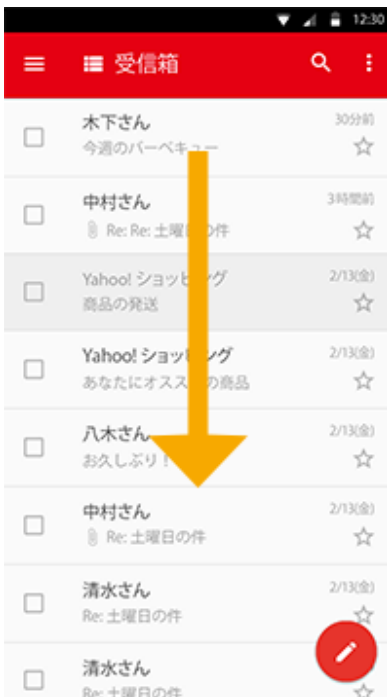 12:30
受信箱
木下さん 30分前
今週のバーベキュー
中村さん 3時間前
Re: Re: 土曜日の件
Yahoo! ショッピング 2/13(金)
商品の発送
Yahoo! ショッピング 2/13(金)
あなたにオススメの商品
八木さん 2/13(金)
お久しぶり！
中村さん 2/13(金)
Re: 土曜日の件
清水さん 2/13(金)
Re: 土曜日の件
清水さん
Re: 土曜日の件